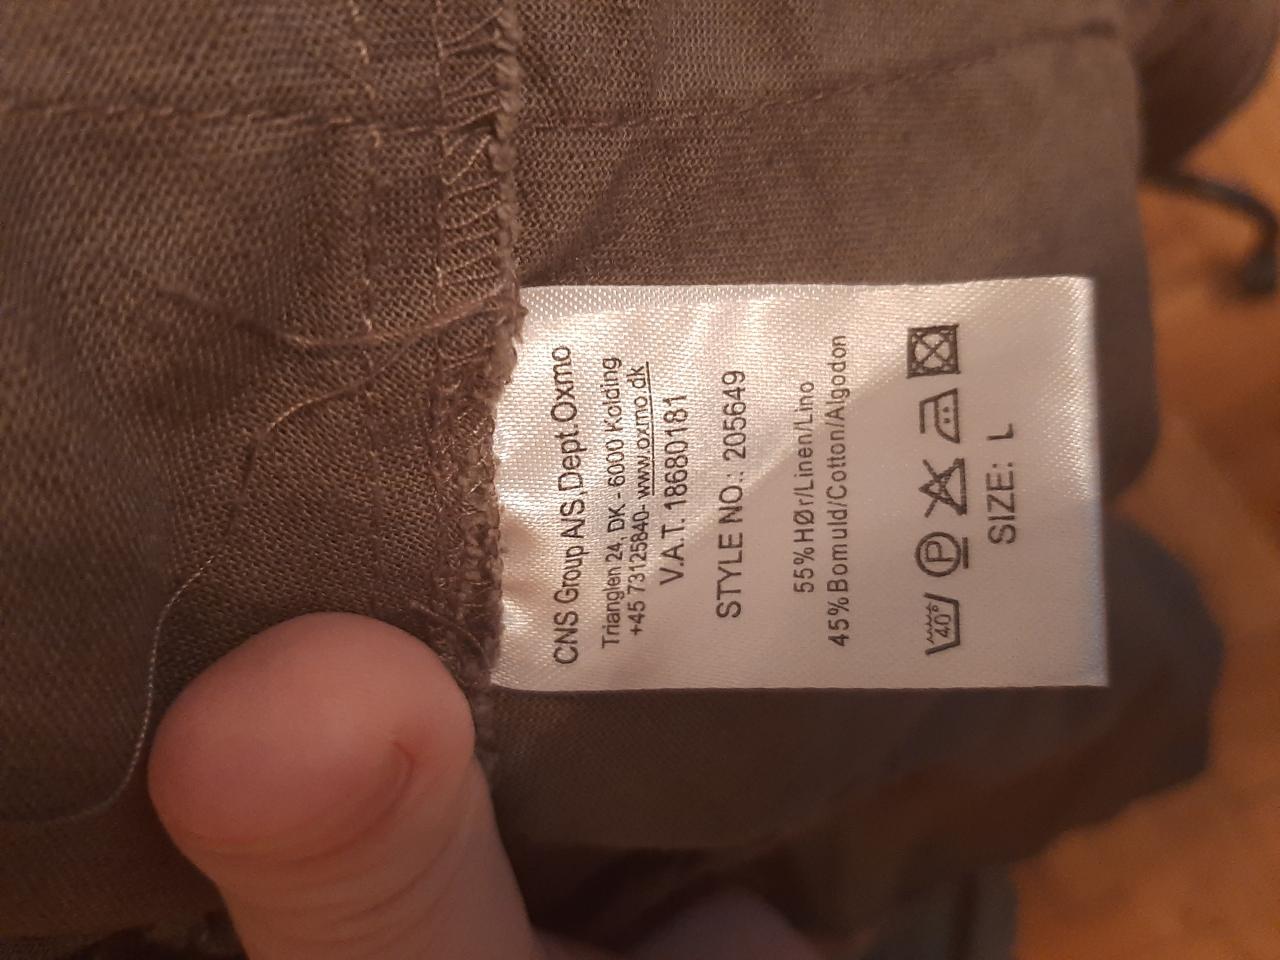 CNS Group A/S,Dept.Oxmo
Trianglen 24, DK - 6000 Kolding
+45 73125840- www.oxmo.dk
V.A.T. 18680181
STYLE NO.: 205649
55%HØr/Linen/Lino
45%Bomuld/Cotton/Algodon
40° P
SIZE: L